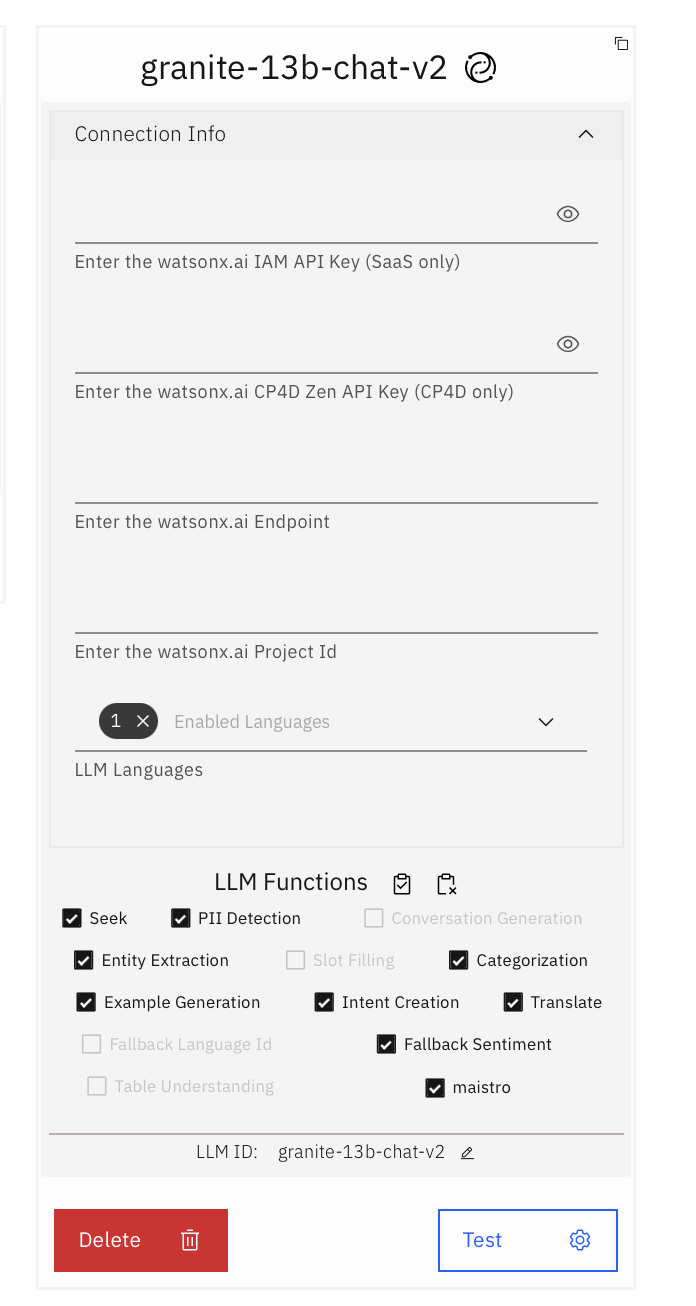 granite-13b-chat-v2
Connection Info
Enter the watsonx.ai IAM API Key (SaaS only)
Enter the watsonx.ai CP4D Zen API Key (CP4D only)
Enter the watsonx.ai Endpoint
Enter the watsonx.ai Project Id
1 Enabled Languages
LLM Languages
LLM Functions
Seek PII Detection Conversation Generation
Entity Extraction Slot Filling Categorization
Example Generation Intent Creation Translate
Fallback Language Id Fallback Sentiment
Table Understanding maistro
LLM ID: granite-13b-chat-v2
Delete Test